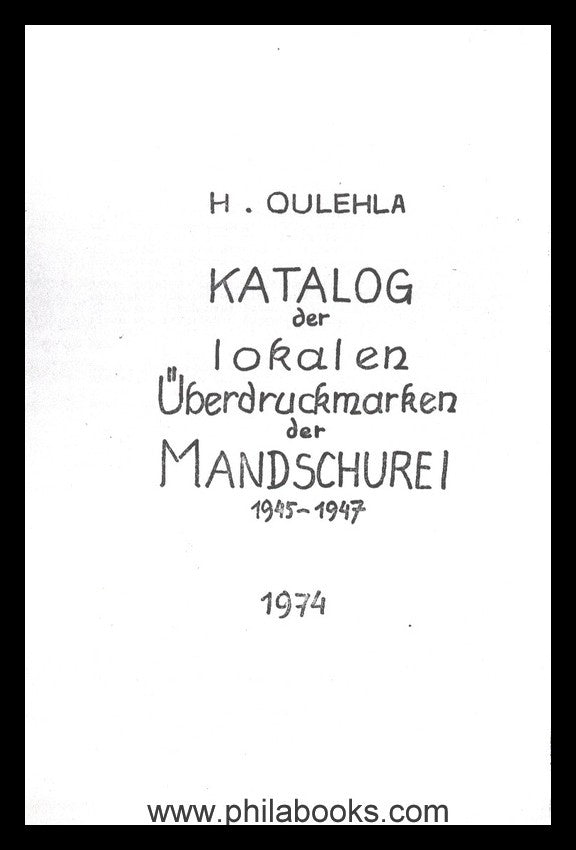 H. OULEHLA
KATALOG
der
lokalen
Überdruckmarken
der
MANDSCHUREI
1945-1947
1974
www.philabooks.com